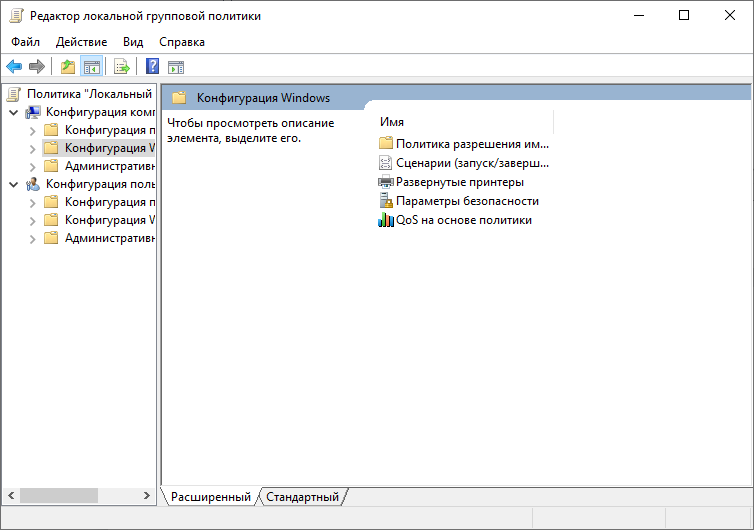 Редактор локальной групповой политики
Файл Действие Вид Справка
Политика "Локальный
Конфигурация комп
Конфигурация п
Конфигурация W
Административн
Конфигурация поль
Конфигурация п
Конфигурация W
Административн
Конфигурация Windows
Чтобы просмотреть описание
элемента, выделите его.
Имя
Политика разрешения им...
Сценарии (запуск/заверш...
Развернутые принтеры
Параметры безопасности
QoS на основе политики
Расширенный Стандартный